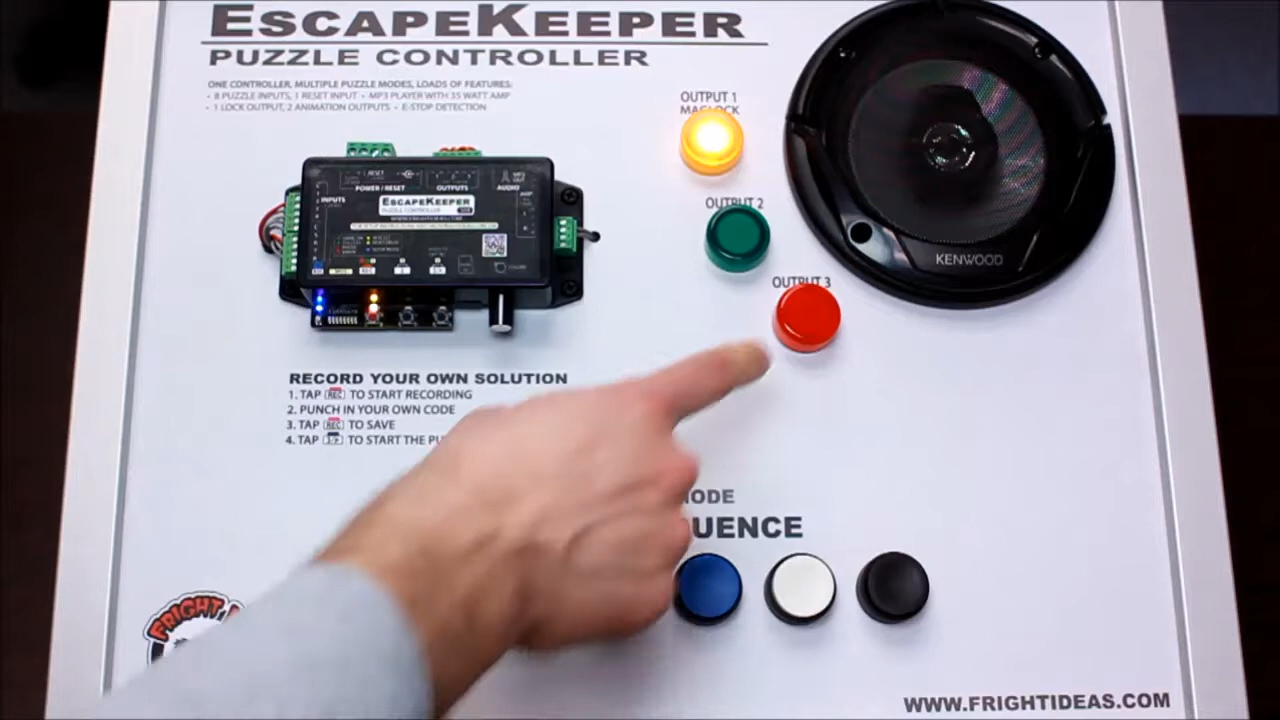 ESCAPEKEEPER
PUZZLE CONTROLLER
ONE CONTROLLER, MULTIPLE PUZZLE MODES, LOADS OF FEATURES:
• 8 PUZZLE INPUTS, 1 RESET INPUT • MP3 PLAYER WITH 35 WATT AMP
• 1 LOCK OUTPUT, 2 ANIMATION OUTPUTS • E-STOP DETECTION
OUTPUT 1
MAGLOCK
OUTPUT 2
OUTPUT 3
KENWOOD
RESET
POWER / RESET
OUTPUTS
AUDIO
INPUTS
ESCAPEKEEPER
PUZZLE CONTROLLER
REC
VOLUME
RECORD YOUR OWN SOLUTION
1. TAP REC TO START RECORDING
2. PUNCH IN YOUR OWN CODE
3. TAP REC TO SAVE
4. TAP TO START THE PU
ODE
UENCE
FRIGHT
WWW.FRIGHTIDEAS.COM